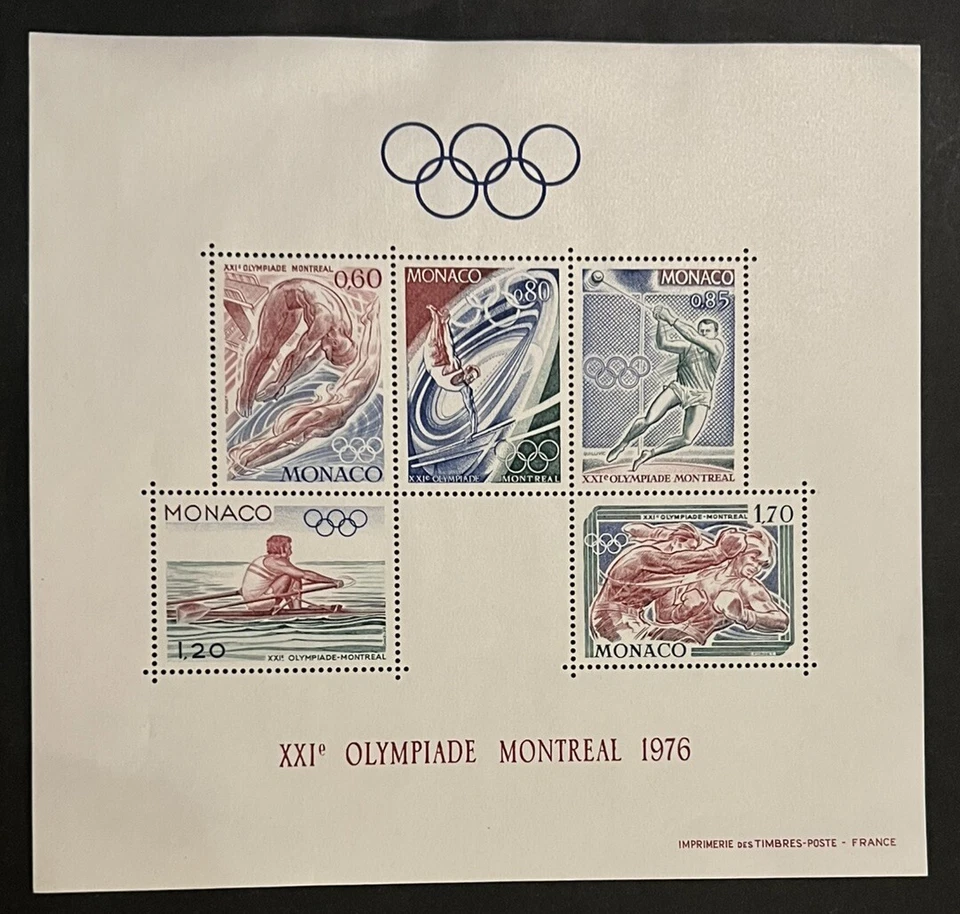 XXIᵉ OLYMPIADE MONTREAL
0,60
MONACO
MONACO
0,80
XXIᵉ OLYMPIADE MONTREAL
MONACO
0,85
XXIᵉ OLYMPIADE MONTREAL
MONACO
1,20
XXIᵉ OLYMPIADE-MONTREAL
XXIᵉ OLYMPIADE-MONTREAL
1,70
MONACO
XXIᵉ OLYMPIADE MONTREAL 1976
IMPRIMERIE DES TIMBRES-POSTE - FRANCE